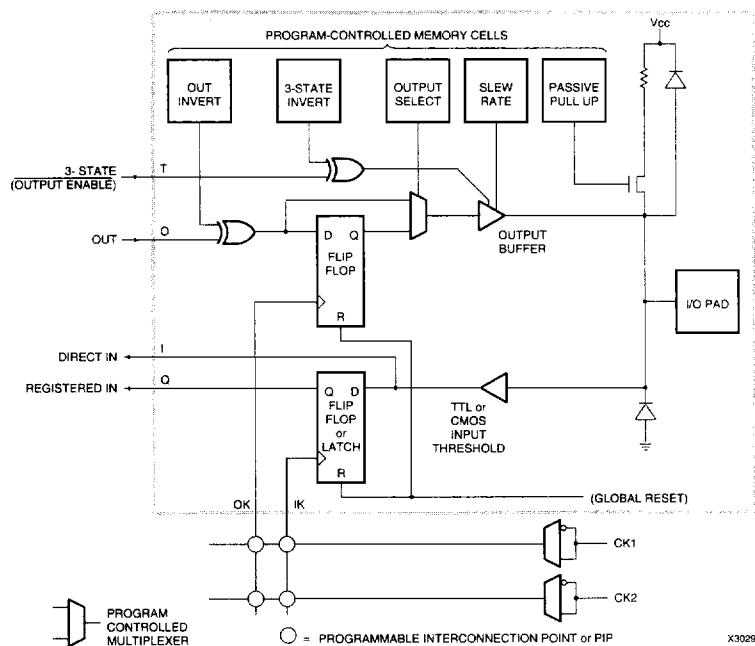 Vcc
PROGRAM-CONTROLLED MEMORY CELLS
OUT
INVERT
3-STATE
INVERT
OUTPUT
SELECT
SLEW
RATE
PASSIVE
PULL UP
3- STATE
(OUTPUT ENABLE)
T
OUT
O
D Q
FLIP
FLOP
R
OUTPUT
BUFFER
I/O PAD
DIRECT IN
I
REGISTERED IN
Q
Q D
FLIP
FLOP
or
LATCH
R
TTL or
CMOS
INPUT
THRESHOLD
OK
IK
(GLOBAL RESET)
CK1
CK2
PROGRAM
CONTROLLED
MULTIPLEXER
= PROGRAMMABLE INTERCONNECTION POINT or PIP
X3029